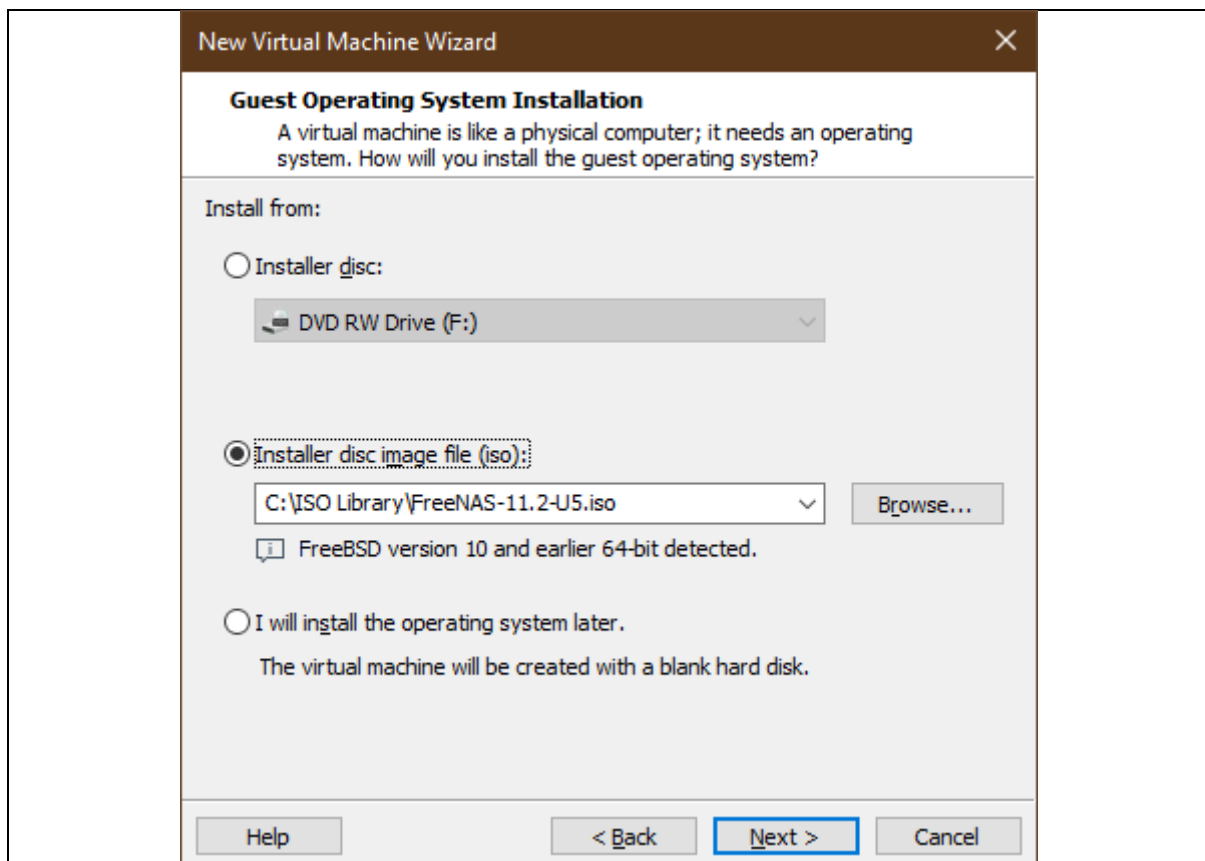 New Virtual Machine Wizard
Guest Operating System Installation
A virtual machine is like a physical computer; it needs an operating
system. How will you install the guest operating system?
Install from:
Installer disc:
DVD RW Drive (F:)
Installer disc image file (iso):
C:\ISO Library\FreeNAS-11.2-U5.iso
Browse...
FreeBSD version 10 and earlier 64-bit detected.
I will install the operating system later.
The virtual machine will be created with a blank hard disk.
Help
< Back
Next >
Cancel